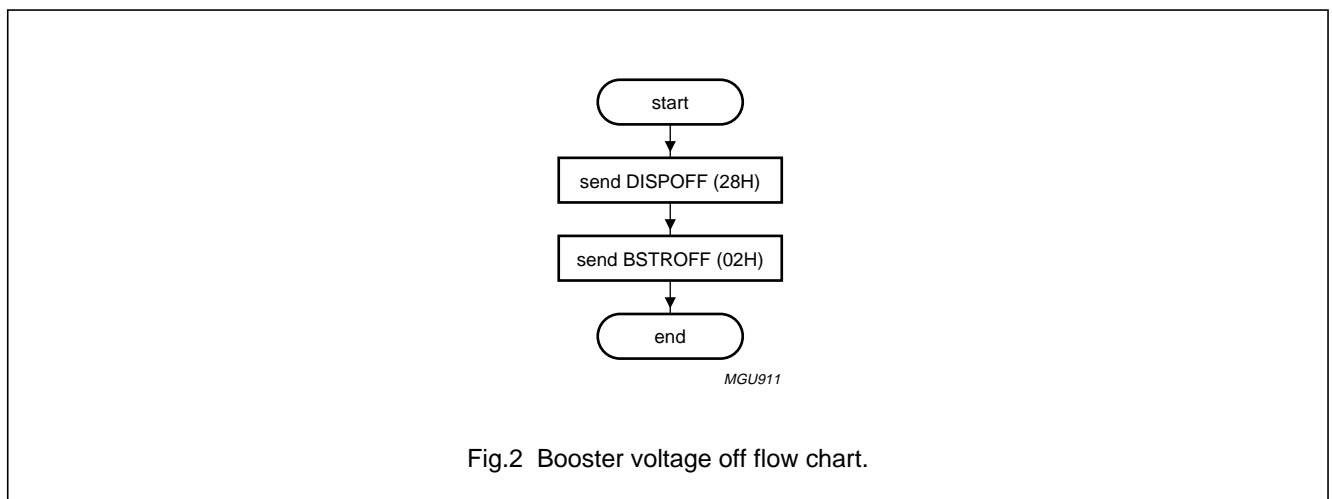 start
send DISPOFF (28H)
send BSTROFF (02H)
end
MGU911
Fig.2 Booster voltage off flow chart.